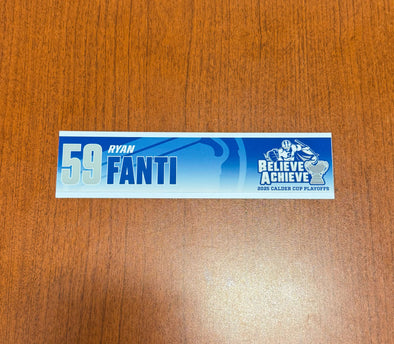 59
RYAN
FANTI
BELIEVE
ACHIEVE
2025 CALDER CUP PLAYOFFS